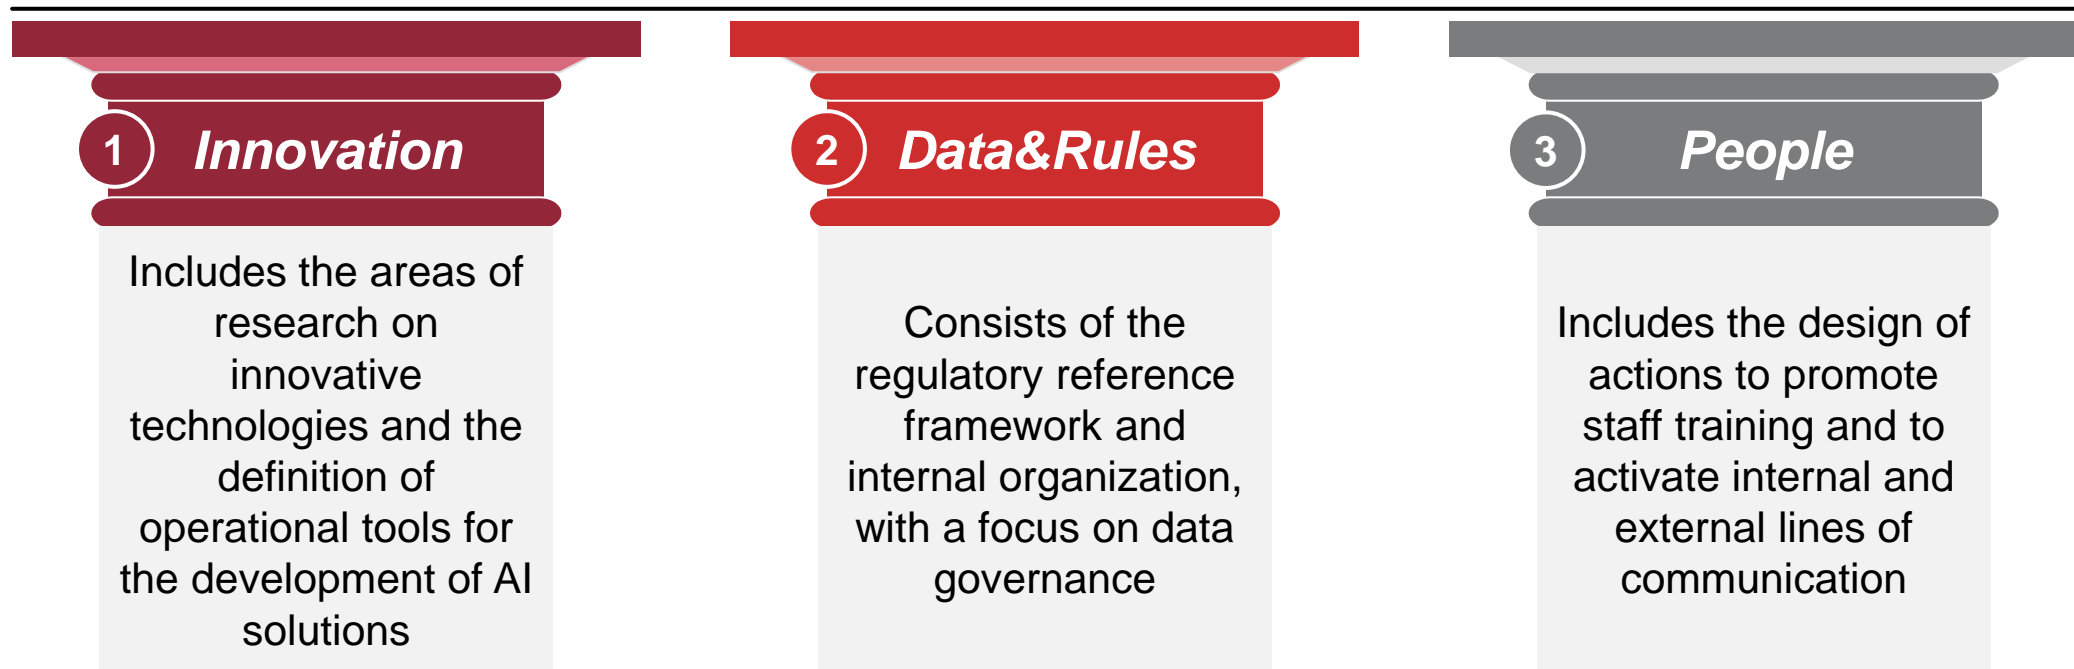 1
Innovation
Includes the areas of
research on
innovative
technologies and the
definition of
operational tools for
the development of AI
solutions
2
Data&Rules
Consists of the
regulatory reference
framework and
internal organization,
with a focus on data
governance
3
People
Includes the design of
actions to promote
staff training and to
activate internal and
external lines of
communication